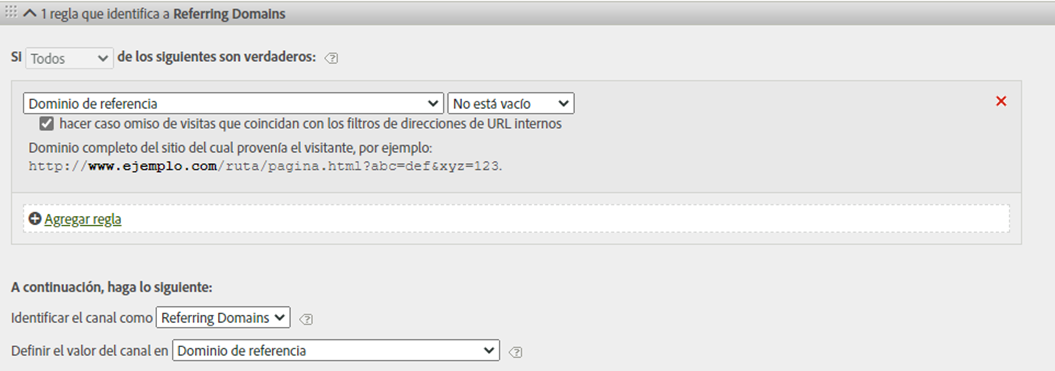 1 regla que identifica a Referring Domains
Si Todos de los siguientes son verdaderos:
Dominio de referencia No está vacío
hacer caso omiso de visitas que coincidan con los filtros de direcciones de URL internos
Dominio completo del sitio del cual provenía el visitante, por ejemplo:
http://www.ejemplo.com/ruta/pagina.html?abc=def&xyz=123.
Agregar regla
A continuación, haga lo siguiente:
Identificar el canal como Referring Domains
Definir el valor del canal en Dominio de referencia